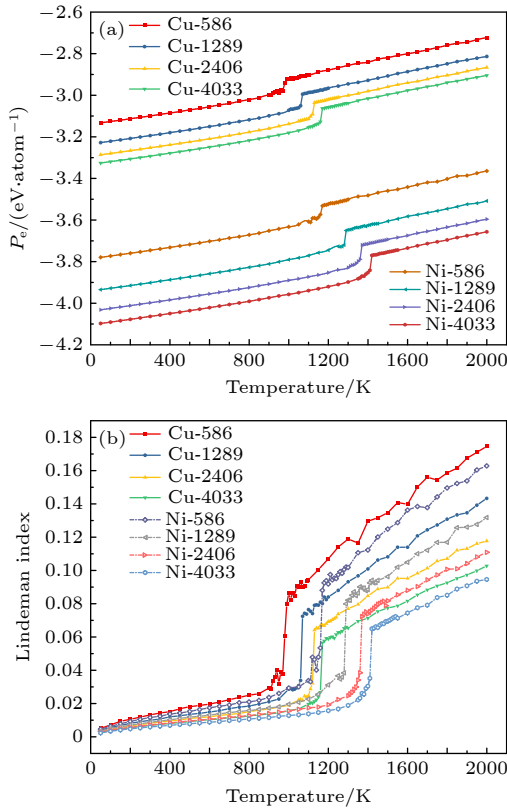 (a)
Cu-586
Cu-1289
Cu-2406
Cu-4033
Ni-586
Ni-1289
Ni-2406
Ni-4033
−2.6
−2.8
−3.0
−3.2
−3.4
−3.6
−3.8
−4.0
−4.2
Pe/(eV·atom−1)
0 400 800 1200 1600 2000
Temperature/K
(b)
Cu-586
Cu-1289
Cu-2406
Cu-4033
Ni-586
Ni-1289
Ni-2406
Ni-4033
0.18
0.16
0.14
0.12
0.10
0.08
0.06
0.04
0.02
0
Lindeman index
0 400 800 1200 1600 2000
Temperature/K